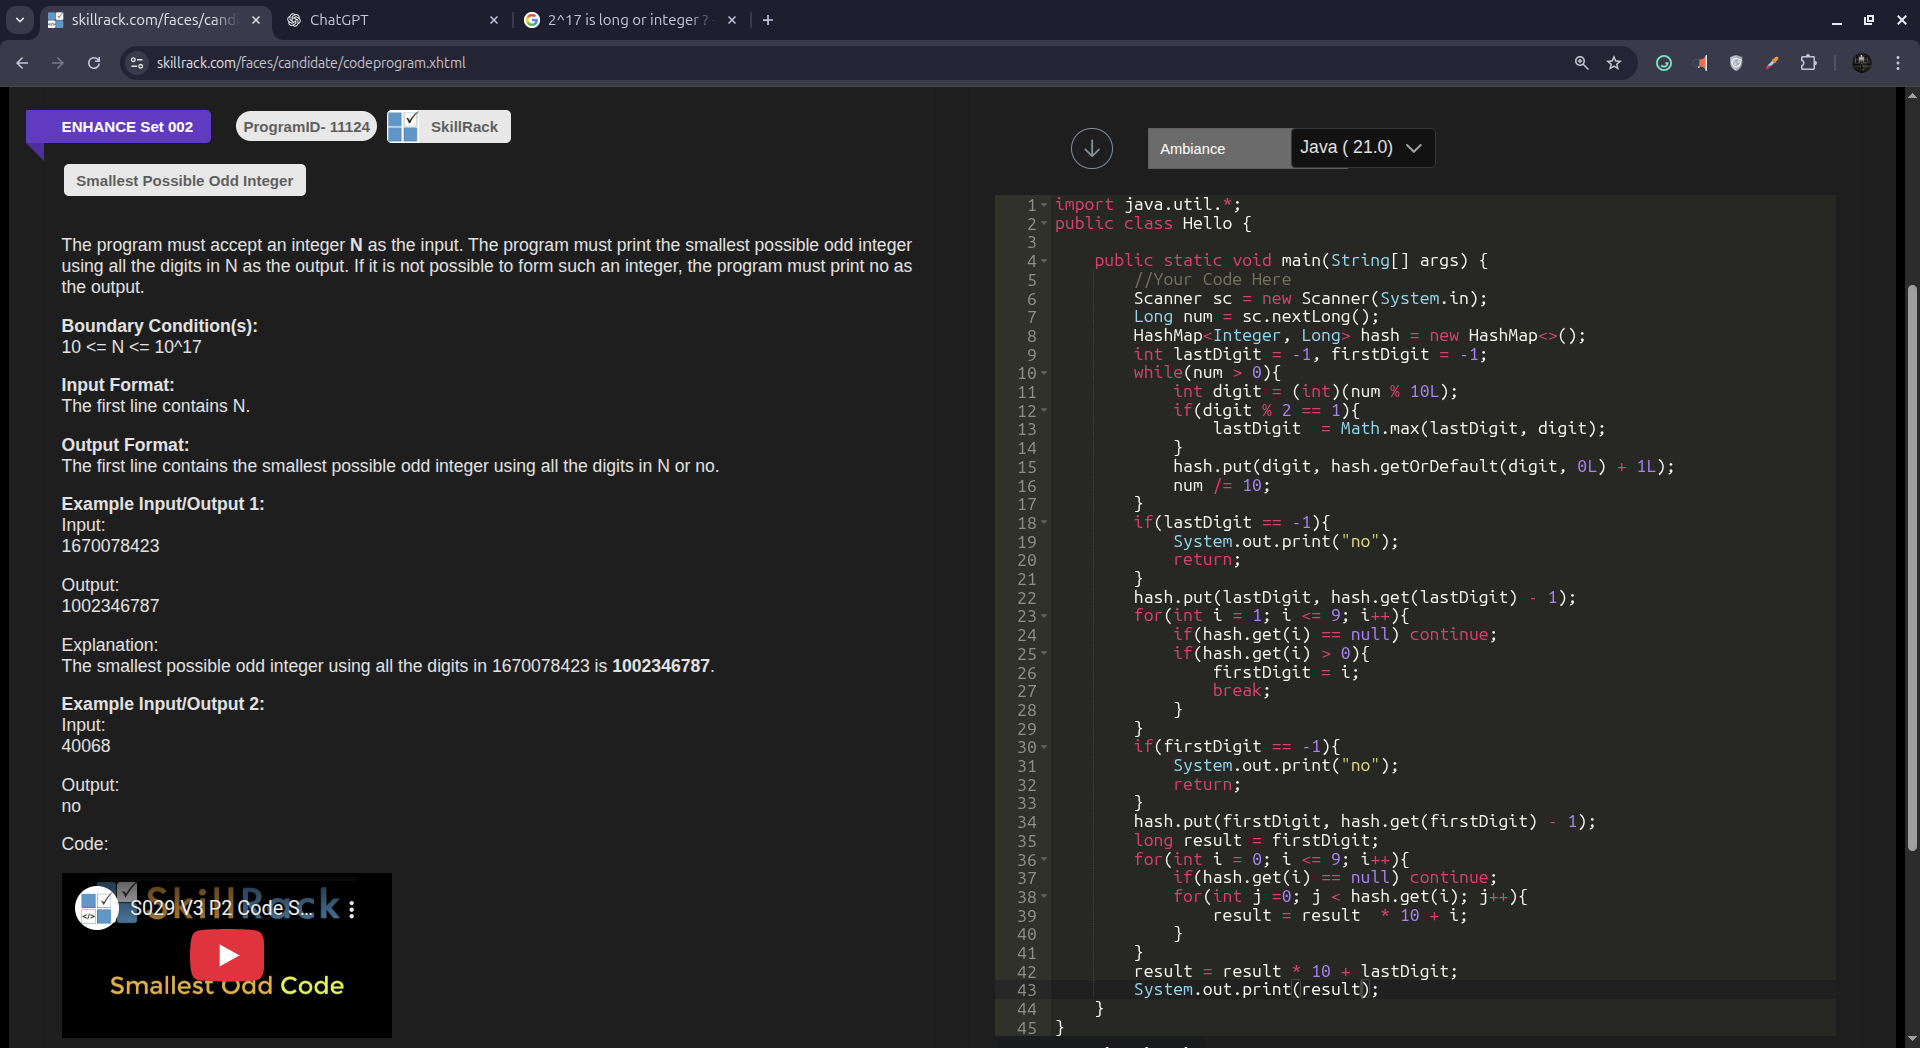 skillrack.com/faces/cand
ChatGPT
2^17 is long or integer ?
skillrack.com/faces/candidate/codeprogram.xhtml
ENHANCE Set 002
ProgramID- 11124
SkillRack
Smallest Possible Odd Integer
The program must accept an integer N as the input. The program must print the smallest possible odd integer
using all the digits in N as the output. If it is not possible to form such an integer, the program must print no as
the output.
Boundary Condition(s):
10 <= N <= 10^17
Input Format:
The first line contains N.
Output Format:
The first line contains the smallest possible odd integer using all the digits in N or no.
Example Input/Output 1:
Input:
1670078423
Output:
1002346787
Explanation:
The smallest possible odd integer using all the digits in 1670078423 is 1002346787.
Example Input/Output 2:
Input:
40068
Output:
no
Code:
SkillRack
S029 V3 P2 Code S...
Smallest Odd Code
Ambiance
Java ( 21.0)
1 import java.util.*;
2 public class Hello {
3
4     public static void main(String[] args) {
5         //Your Code Here
6         Scanner sc = new Scanner(System.in);
7         Long num = sc.nextLong();
8         HashMap<Integer, Long> hash = new HashMap<>();
9         int lastDigit = -1, firstDigit = -1;
10         while(num > 0){
11             int digit = (int)(num % 10L);
12             if(digit % 2 == 1){
13                 lastDigit  = Math.max(lastDigit, digit);
14             }
15             hash.put(digit, hash.getOrDefault(digit, 0L) + 1L);
16             num /= 10;
17         }
18         if(lastDigit == -1){
19             System.out.print("no");
20             return;
21         }
22         hash.put(lastDigit, hash.get(lastDigit) - 1);
23         for(int i = 1; i <= 9; i++){
24             if(hash.get(i) == null) continue;
25             if(hash.get(i) > 0){
26                 firstDigit = i;
27                 break;
28             }
29         }
30         if(firstDigit == -1){
31             System.out.print("no");
32             return;
33         }
34         hash.put(firstDigit, hash.get(firstDigit) - 1);
35         long result = firstDigit;
36         for(int i = 0; i <= 9; i++){
37             if(hash.get(i) == null) continue;
38             for(int j =0; j < hash.get(i); j++){
39                 result = result  * 10 + i;
40             }
41         }
42         result = result * 10 + lastDigit;
43         System.out.print(result);
44     }
45 }